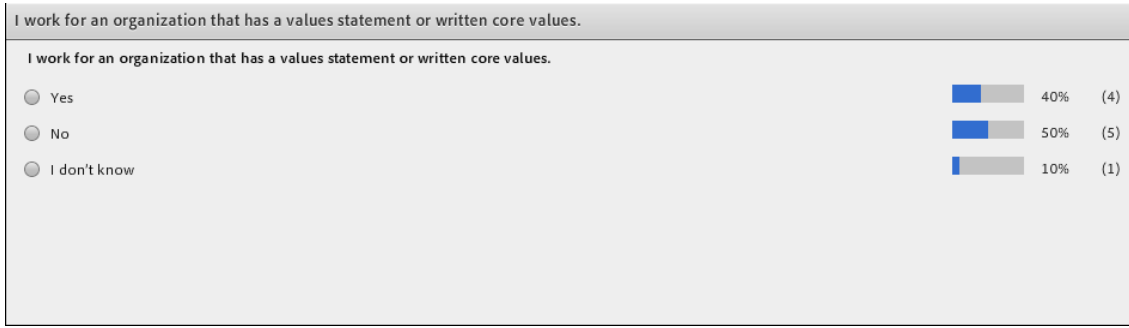 I work for an organization that has a values statement or written core values.
I work for an organization that has a values statement or written core values.
Yes 40% (4)
No 50% (5)
I don't know 10% (1)